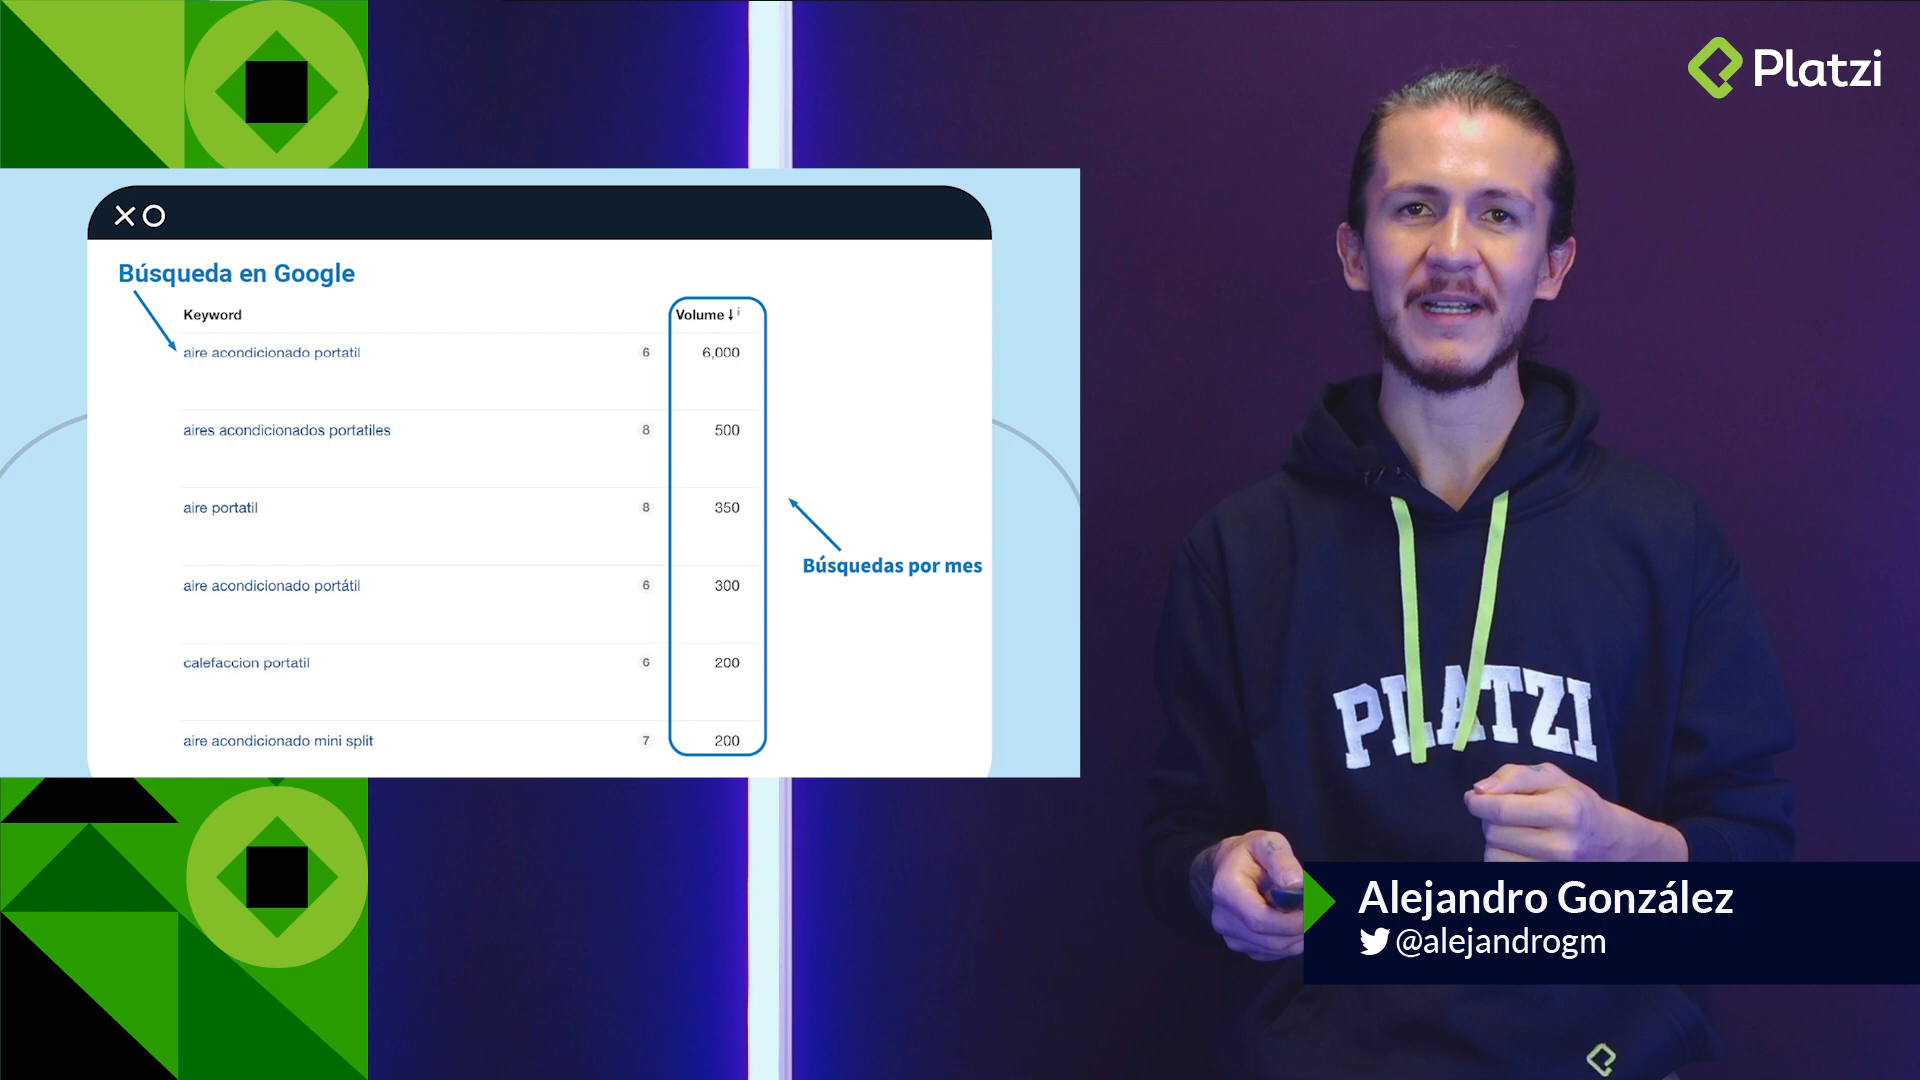 Platzi
Búsqueda en Google
Keyword Volume ↓ i
aire acondicionado portatil 6 6,000
aires acondicionados portatiles 8 500
aire portatil 8 350
aire acondicionado portátil 6 300
calefaccion portatil 6 200
aire acondicionado mini split 7 200
Búsquedas por mes
PLATZI
Alejandro González
@alejandrogm